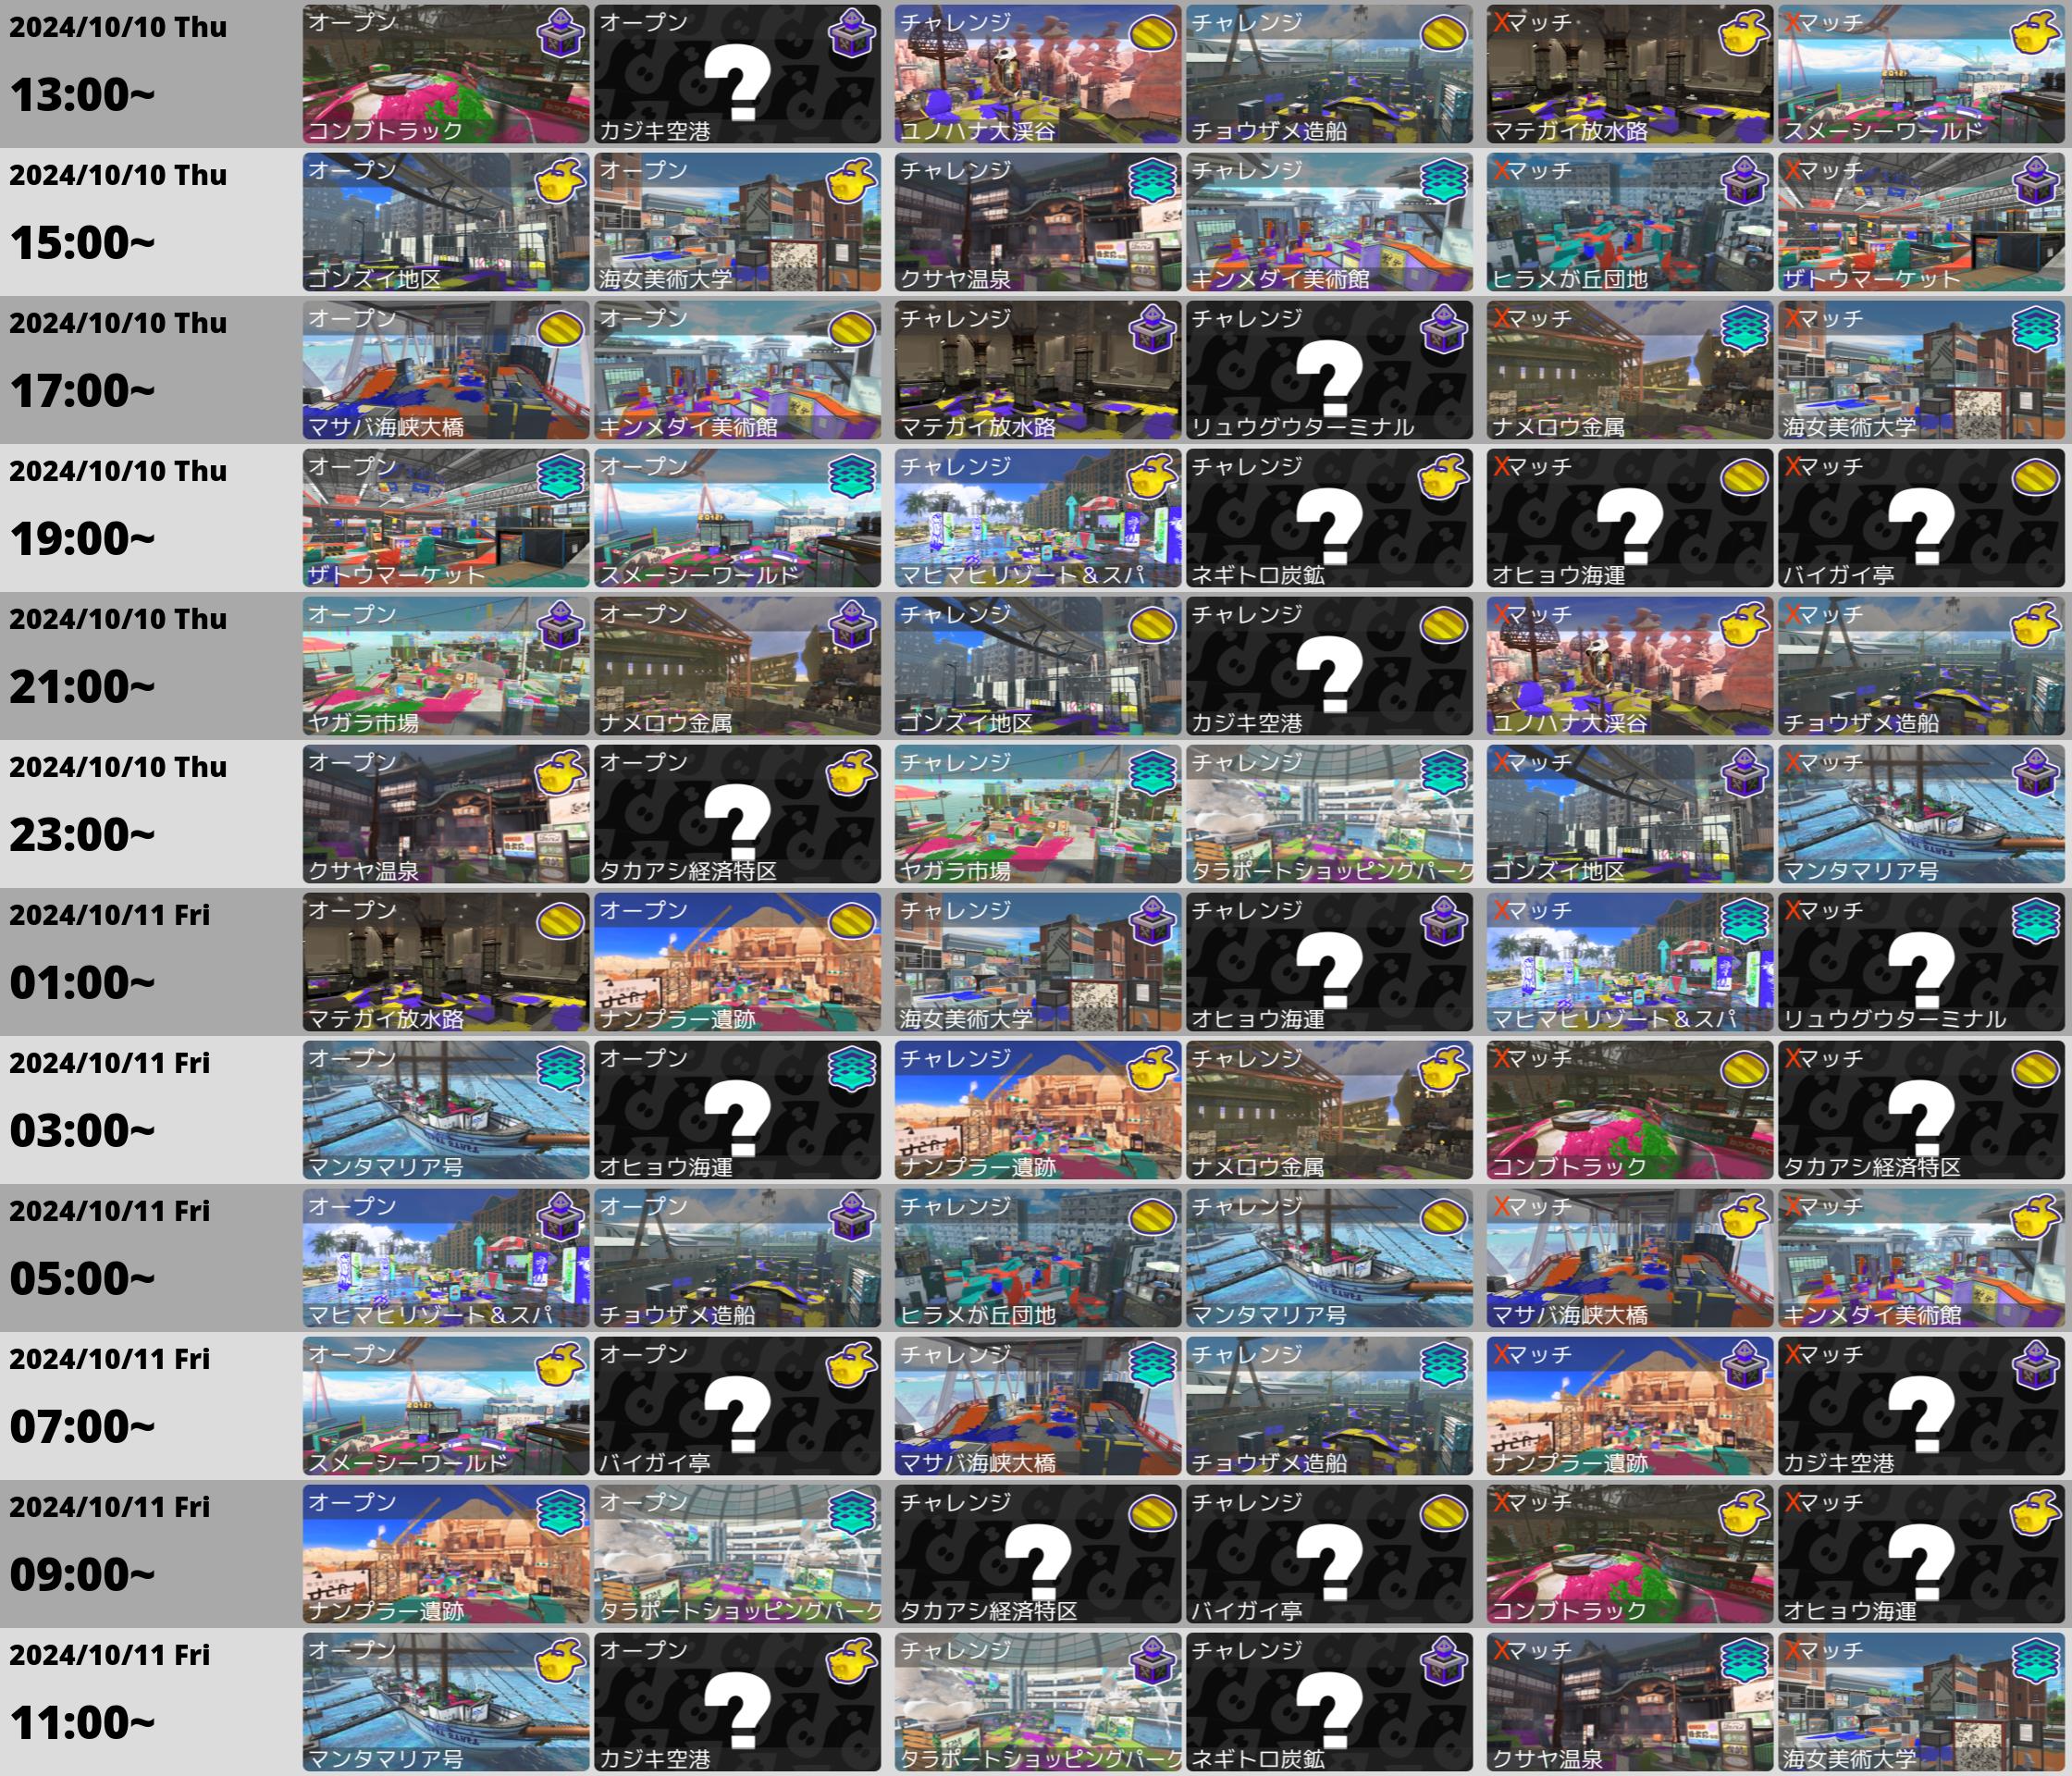 2024/10/10 Thu
13:00~
オープン
コンブトラック
オープン
カジキ空港
チャレンジ
ユノハナ大渓谷
チャレンジ
チョウザメ造船
Xマッチ
マテガイ放水路
Xマッチ
スメーシーワールド
2024/10/10 Thu
15:00~
オープン
ゴンズイ地区
オープン
海女美術大学
チャレンジ
クサヤ温泉
チャレンジ
キンメダイ美術館
Xマッチ
ヒラメが丘団地
Xマッチ
ザトウマーケット
2024/10/10 Thu
17:00~
オープン
マサバ海峡大橋
オープン
キンメダイ美術館
チャレンジ
マテガイ放水路
チャレンジ
リュウグウターミナル
Xマッチ
ナメロウ金属
Xマッチ
海女美術大学
2024/10/10 Thu
19:00~
オープン
ザトウマーケット
オープン
スメーシーワールド
チャレンジ
マヒマヒリゾート&スパ
チャレンジ
ネギトロ炭鉱
Xマッチ
オヒョウ海運
Xマッチ
バイガイ亭
2024/10/10 Thu
21:00~
オープン
ヤガラ市場
オープン
ナメロウ金属
チャレンジ
ゴンズイ地区
チャレンジ
カジキ空港
Xマッチ
ユノハナ大渓谷
Xマッチ
チョウザメ造船
2024/10/10 Thu
23:00~
オープン
クサヤ温泉
オープン
タカアシ経済特区
チャレンジ
ヤガラ市場
チャレンジ
タラポートショッピングパーク
Xマッチ
ゴンズイ地区
Xマッチ
マンタマリア号
2024/10/11 Fri
01:00~
オープン
マテガイ放水路
オープン
ナンプラー遺跡
チャレンジ
海女美術大学
チャレンジ
オヒョウ海運
Xマッチ
マヒマヒリゾート&スパ
Xマッチ
リュウグウターミナル
2024/10/11 Fri
03:00~
オープン
マンタマリア号
オープン
オヒョウ海運
チャレンジ
ナンプラー遺跡
チャレンジ
ナメロウ金属
Xマッチ
コンブトラック
Xマッチ
タカアシ経済特区
2024/10/11 Fri
05:00~
オープン
マヒマヒリゾート&スパ
オープン
チョウザメ造船
チャレンジ
ヒラメが丘団地
チャレンジ
マンタマリア号
Xマッチ
マサバ海峡大橋
Xマッチ
キンメダイ美術館
2024/10/11 Fri
07:00~
オープン
スメーシーワールド
オープン
バイガイ亭
チャレンジ
マサバ海峡大橋
チャレンジ
チョウザメ造船
Xマッチ
ナンプラー遺跡
Xマッチ
カジキ空港
2024/10/11 Fri
09:00~
オープン
ナンプラー遺跡
オープン
タラポートショッピングパーク
チャレンジ
タカアシ経済特区
チャレンジ
バイガイ亭
Xマッチ
コンブトラック
Xマッチ
オヒョウ海運
2024/10/11 Fri
11:00~
オープン
マンタマリア号
オープン
カジキ空港
チャレンジ
タラポートショッピングパーク
チャレンジ
ネギトロ炭鉱
Xマッチ
クサヤ温泉
Xマッチ
海女美術大学